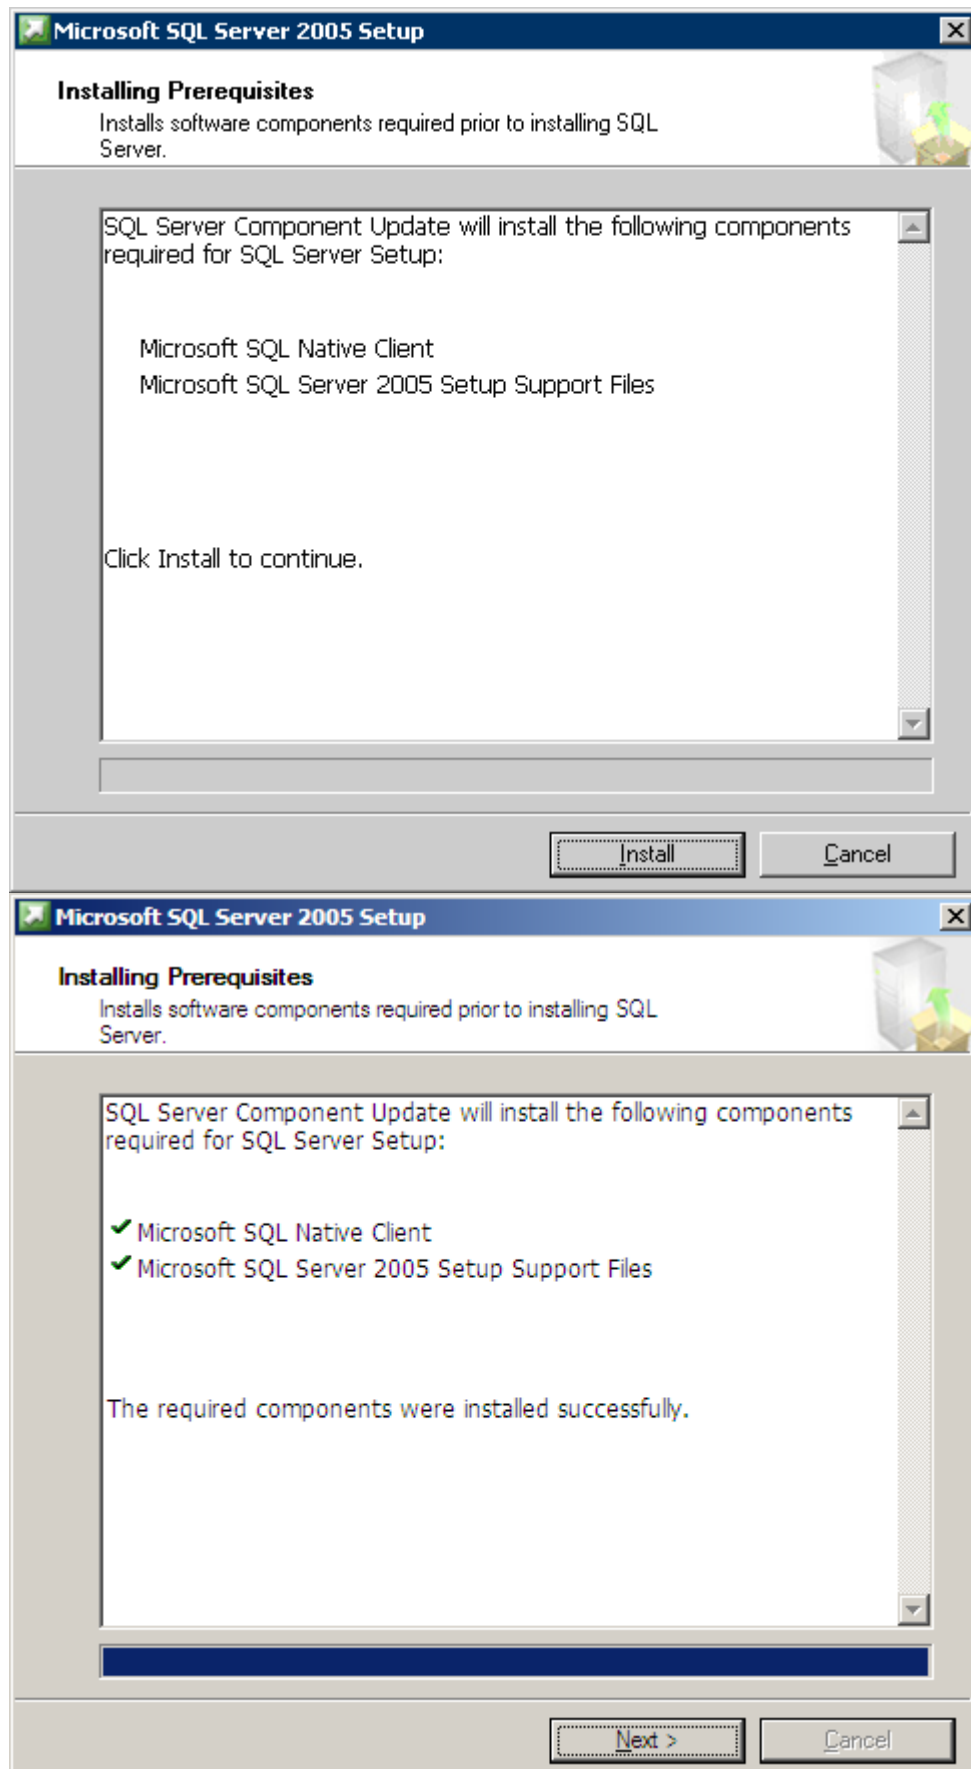 Microsoft SQL Server 2005 Setup
Installing Prerequisites
Installs software components required prior to installing SQL
Server.
SQL Server Component Update will install the following components
required for SQL Server Setup:
Microsoft SQL Native Client
Microsoft SQL Server 2005 Setup Support Files
Click Install to continue.
Install Cancel
Microsoft SQL Server 2005 Setup
Installing Prerequisites
Installs software components required prior to installing SQL
Server.
SQL Server Component Update will install the following components
required for SQL Server Setup:
Microsoft SQL Native Client
Microsoft SQL Server 2005 Setup Support Files
The required components were installed successfully.
Next > Cancel